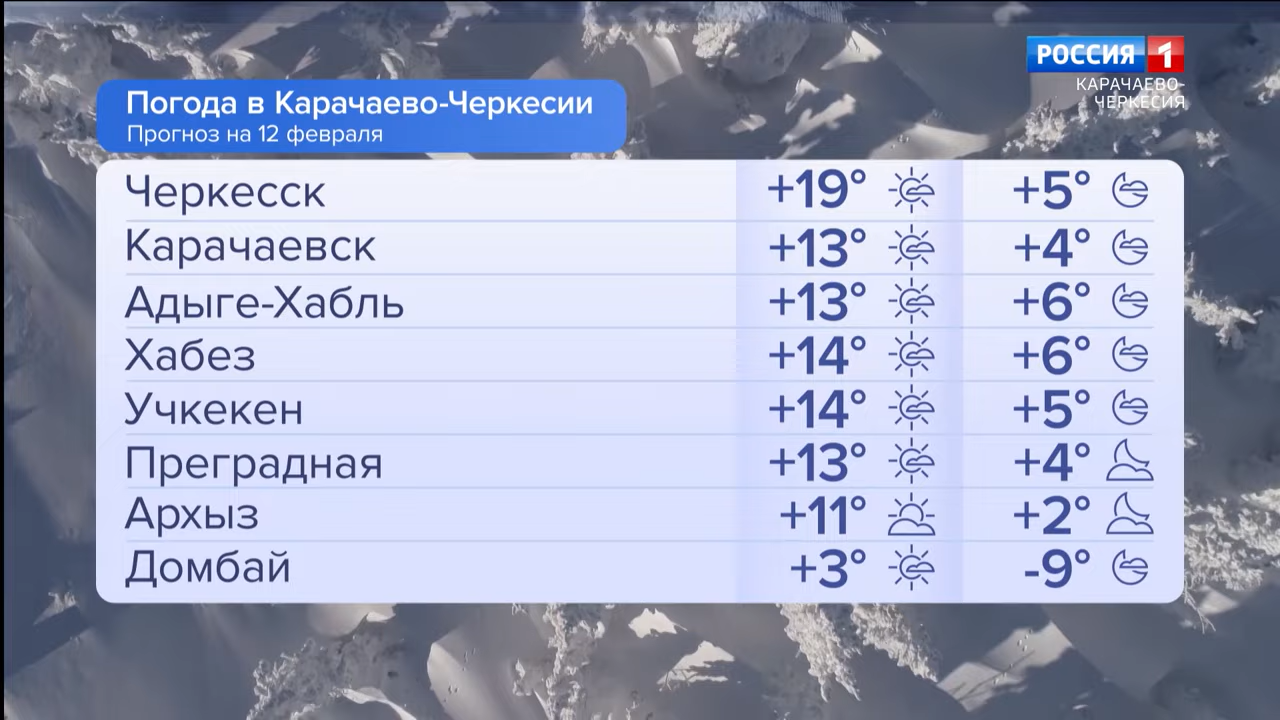 РОССИЯ 1
КАРАЧАЕВО-
ЧЕРКЕСИЯ
Погода в Карачаево-Черкесии
Прогноз на 12 февраля
Черкесск +19° +5°
Карачаевск +13° +4°
Адыге-Хабль +13° +6°
Хабез +14° +6°
Учкекен +14° +5°
Преградная +13° +4°
Архыз +11° +2°
Домбай +3° -9°